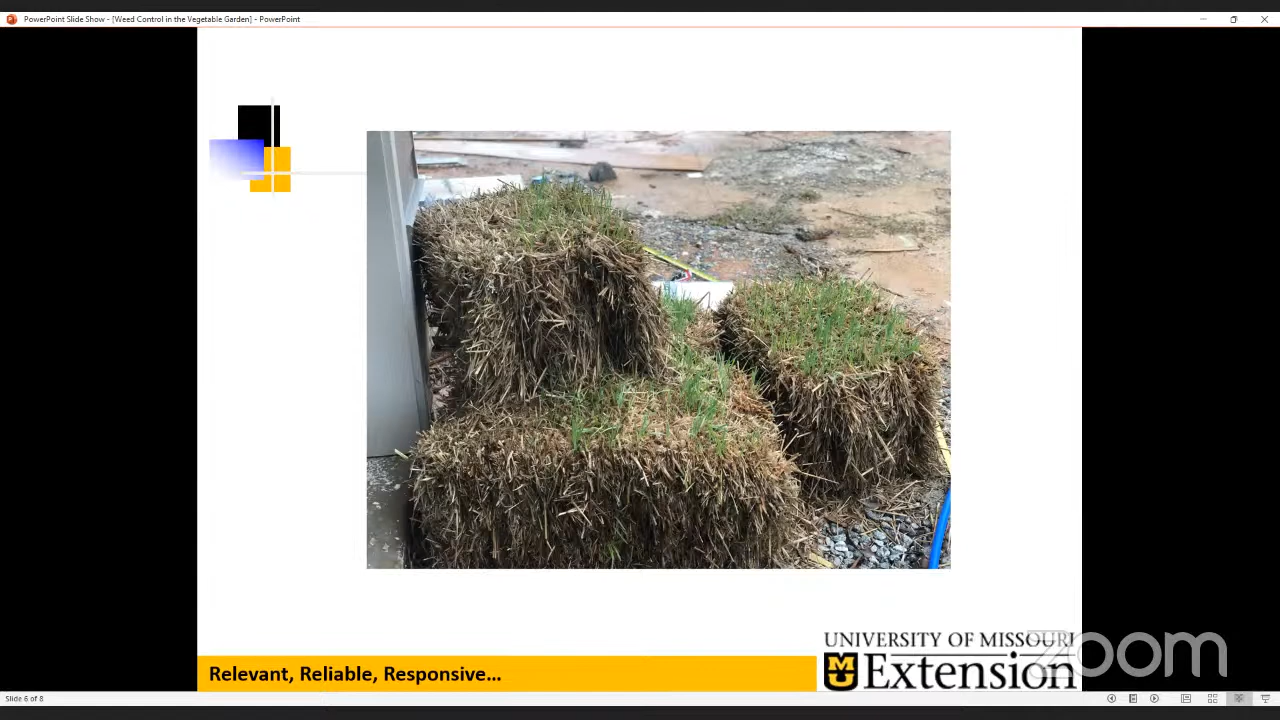 PowerPoint Slide Show - [Weed Control in the Vegetable Garden] - PowerPoint
Relevant, Reliable, Responsive...
UNIVERSITY OF MISSOURI
Extension
zoom
Slide 6 of 8